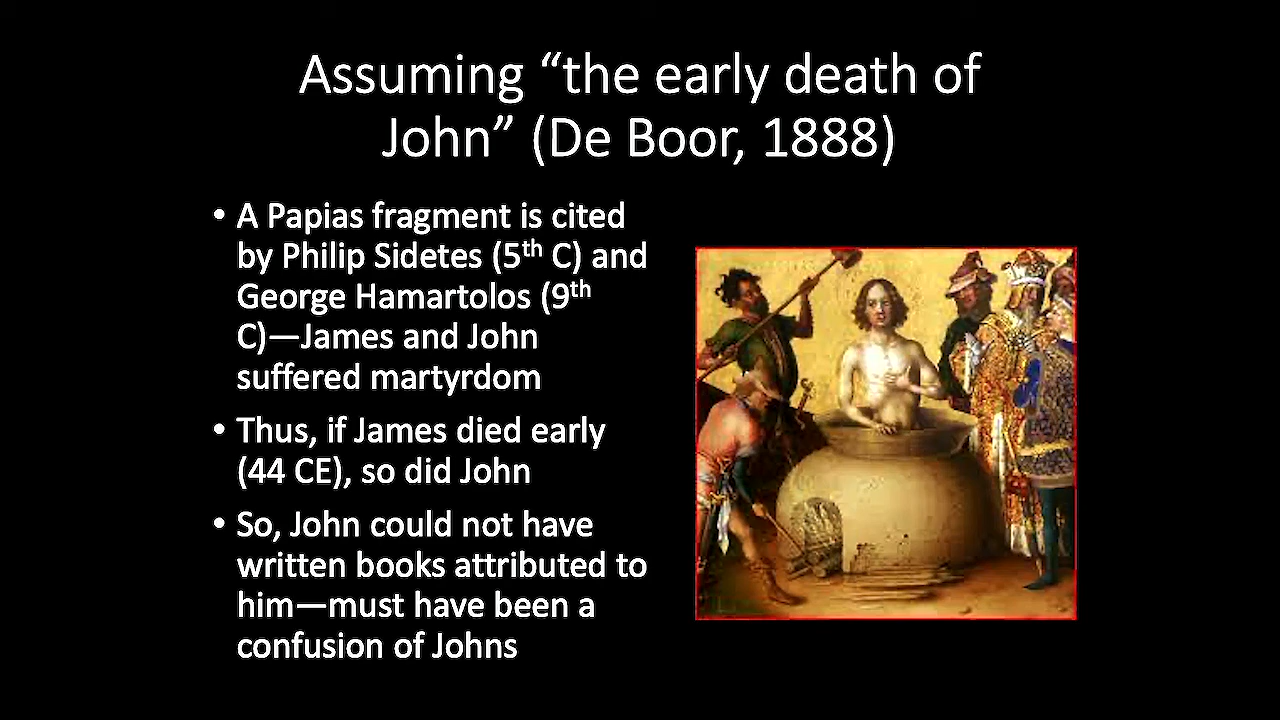 Assuming “the early death of
John” (De Boor, 1888)
• A Papias fragment is cited
by Philip Sidetes (5th C) and
George Hamartolos (9th
C)—James and John
suffered martyrdom
• Thus, if James died early
(44 CE), so did John
• So, John could not have
written books attributed to
him—must have been a
confusion of Johns